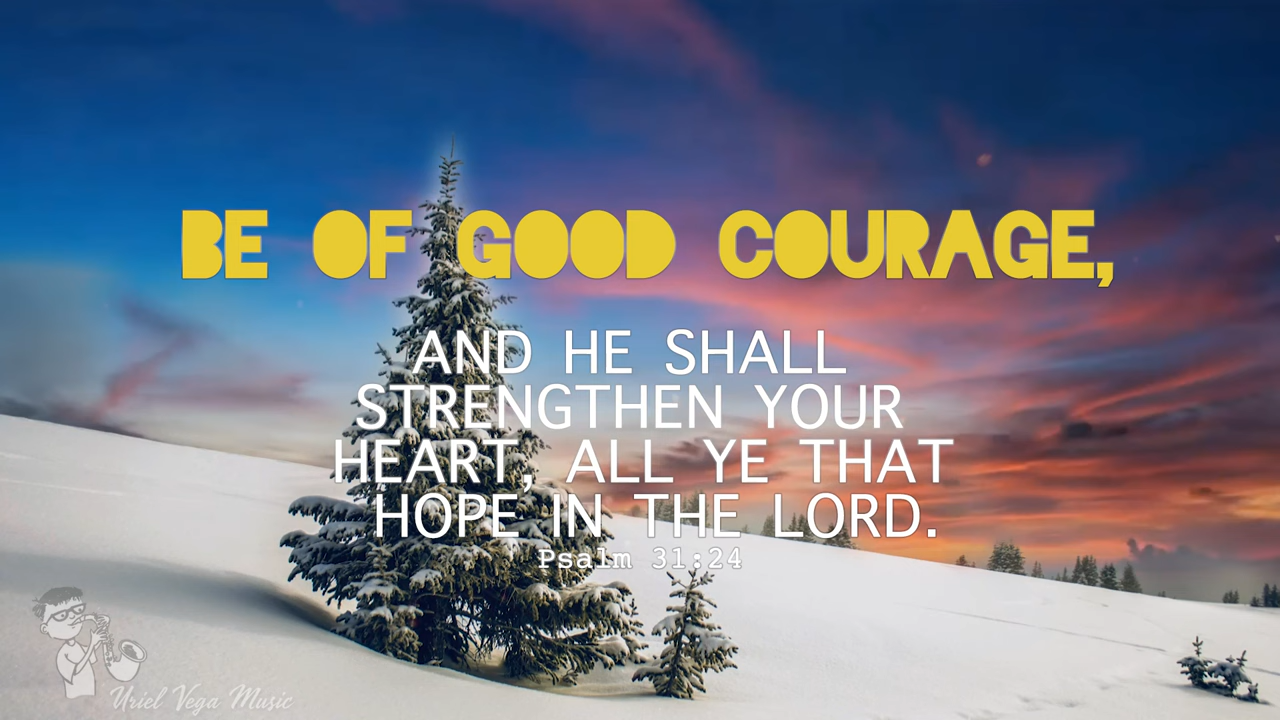 BE OF GOOD COURAGE,
AND HE SHALL
STRENGTHEN YOUR
HEART, ALL YE THAT
HOPE IN THE LORD.
Psalm 31:24
Uriel Vega Music